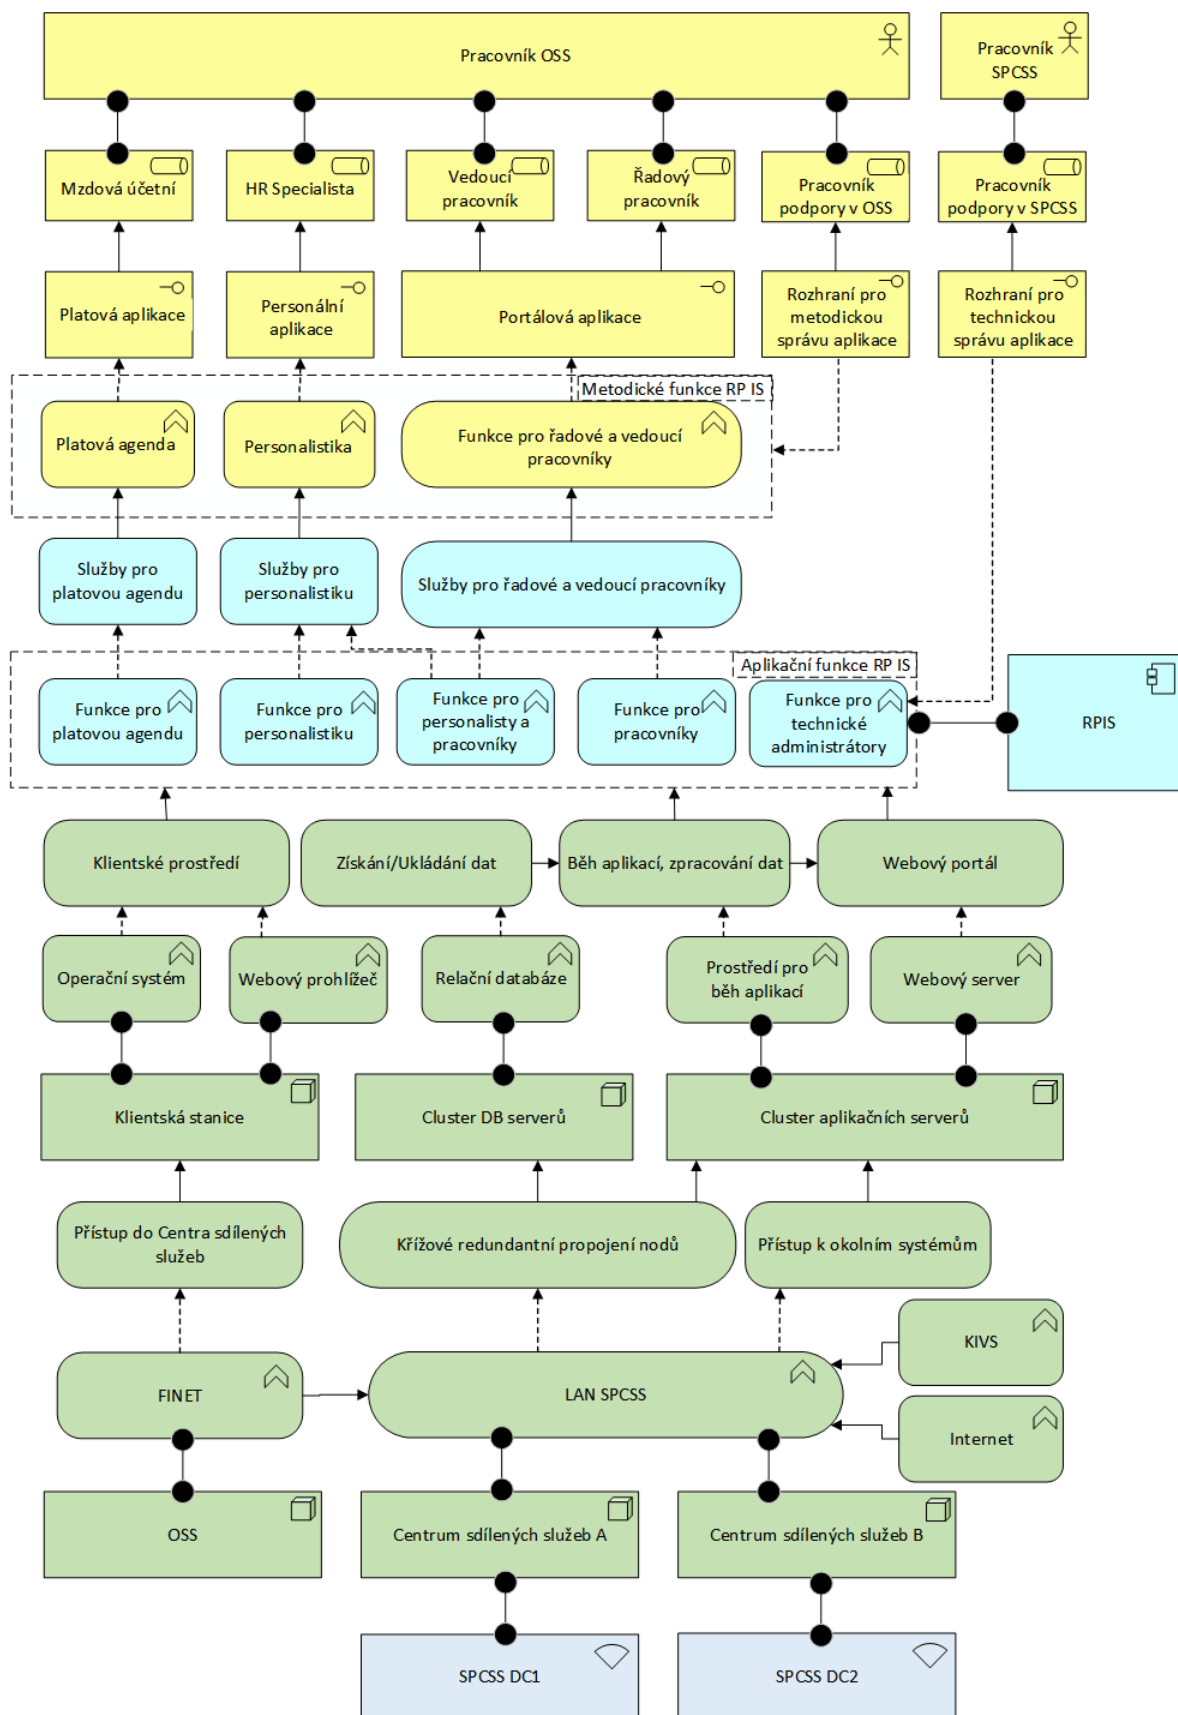 Pracovník OSS
Pracovník
SPCSS
Mzdová účetní
HR Specialista
Vedoucí
pracovník
Řadový
pracovník
Pracovník
podpory v OSS
Pracovník
podpory v SPCSS
Platová aplikace
Personální
aplikace
Portálová aplikace
Rozhraní pro
metodickou
správu aplikace
Rozhraní pro
technickou
správu aplikace
Metodické funkce RP IS
Platová agenda
Personalistika
Funkce pro řadové a vedoucí
pracovníky
Služby pro
platovou agendu
Služby pro
personalistiku
Služby pro řadové a vedoucí pracovníky
Aplikační funkce RP IS
Funkce pro
platovou agendu
Funkce pro
personalistiku
Funkce pro
personalisty a
pracovníky
Funkce pro
pracovníky
Funkce pro
technické
administrátory
RPIS
Klientské prostředí
Získání/Ukládání dat
Běh aplikací, zpracování dat
Webový portál
Operační systém
Webový prohlížeč
Relační databáze
Prostředí pro
běh aplikací
Webový server
Klientská stanice
Cluster DB serverů
Cluster aplikačních serverů
Přístup do Centra sdílených
služeb
Křížové redundantní propojení nodů
Přístup k okolním systémům
KIVS
FINET
LAN SPCSS
Internet
OSS
Centrum sdílených služeb A
Centrum sdílených služeb B
SPCSS DC1
SPCSS DC2